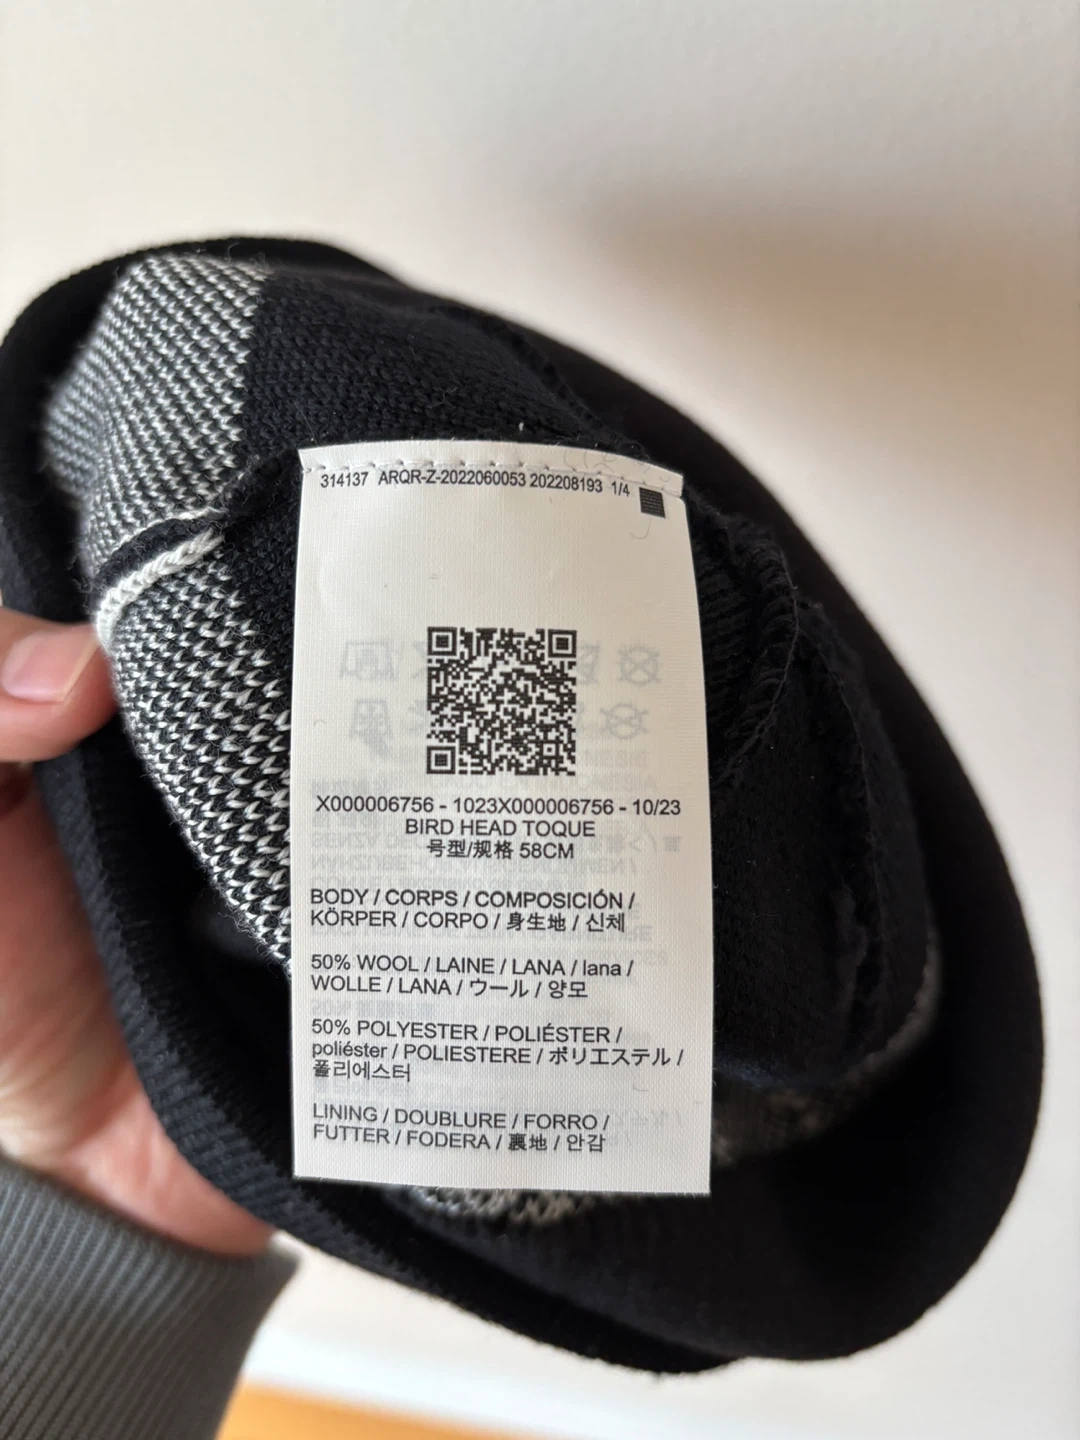 314137 ARQR-Z-2022060053 202208193 1/4
X000006756 - 1023X000006756 - 10/23
BIRD HEAD TOQUE
号型/规格 58CM
BODY / CORPS / COMPOSICIÓN /
KÖRPER / CORPO / 身生地 / 신체
50% WOOL / LAINE / LANA / lana /
WOLLE / LANA / ウール / 양모
50% POLYESTER / POLIÉSTER /
poliéster / POLIESTERE / ポリエステル /
폴리에스터
LINING / DOUBLURE / FORRO /
FUTTER / FODERA / 裏地 / 안감